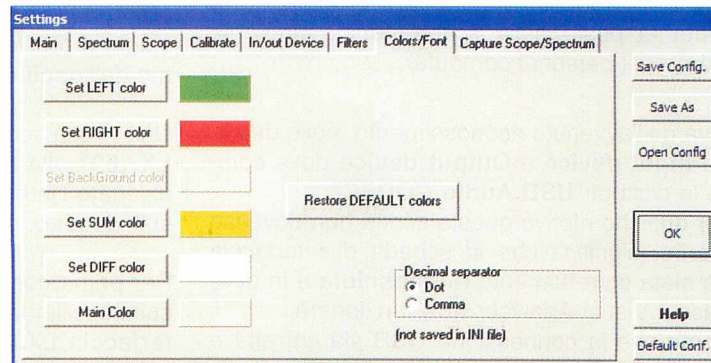 Settings
Main
Spectrum
Scope
Calibrate
In/out Device
Filters
Colors/Font
Capture Scope/Spectrum
Set LEFT color
Save Config.
Save As
Set RIGHT color
Open Config
Set BackGround color
Restore DEFAULT colors
Set SUM color
OK
Set DIFF color
Decimal separator
Dot
Comma
Main Color
Help
(not saved in INI file)
Default Conf.